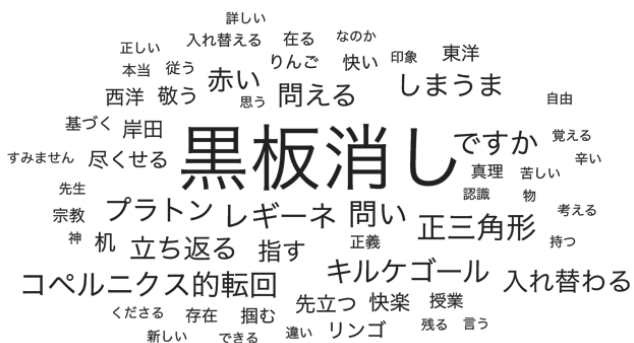 詳しい
正しい 入れ替える 在る なのか
本当 従う 赤い りんご 快い 印象 東洋
西洋 敬う 思う 問える しまうま 自由
基づく 岸田 黒板消し ですか 覚える
すみません 尽くせる 真理 苦しい 辛い
先生 認識 物
宗教 プラトン レギーネ 問い 正三角形 考える
神 机 立ち返る 指す 正義 持つ
コペルニクス的転回 キルケゴール 入れ替わる
くださる 存在 掴む 先立つ 快楽 授業
新しい できる 違い リンゴ 残る 言う